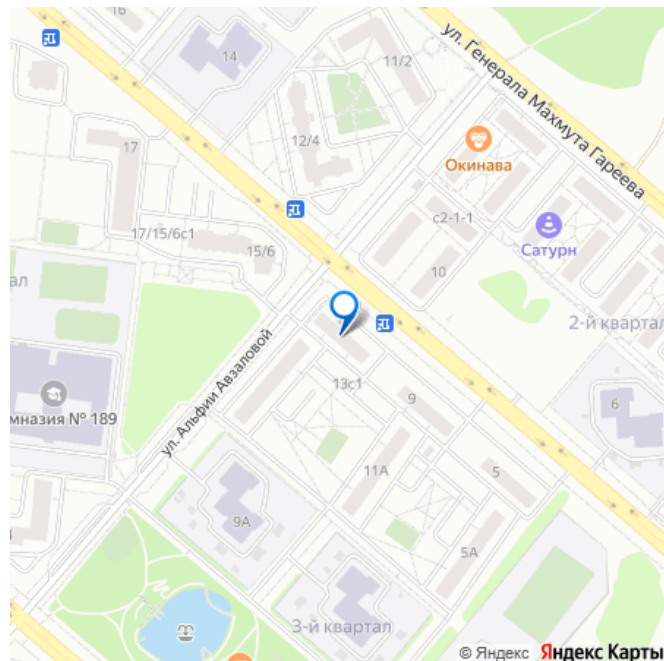 16
14
11/2
ул. Генерала Махмута Гареева
17
12/4
Окинава
17/15/6с1
15/6
с2-1-1
Сатурн
10
ал
2-й квартал
ул. Альфии Авзаловой
мназия № 189
13с1
9
6
11А
5
9А
5А
3-й квартал
© Яндекс Яндекс Карты